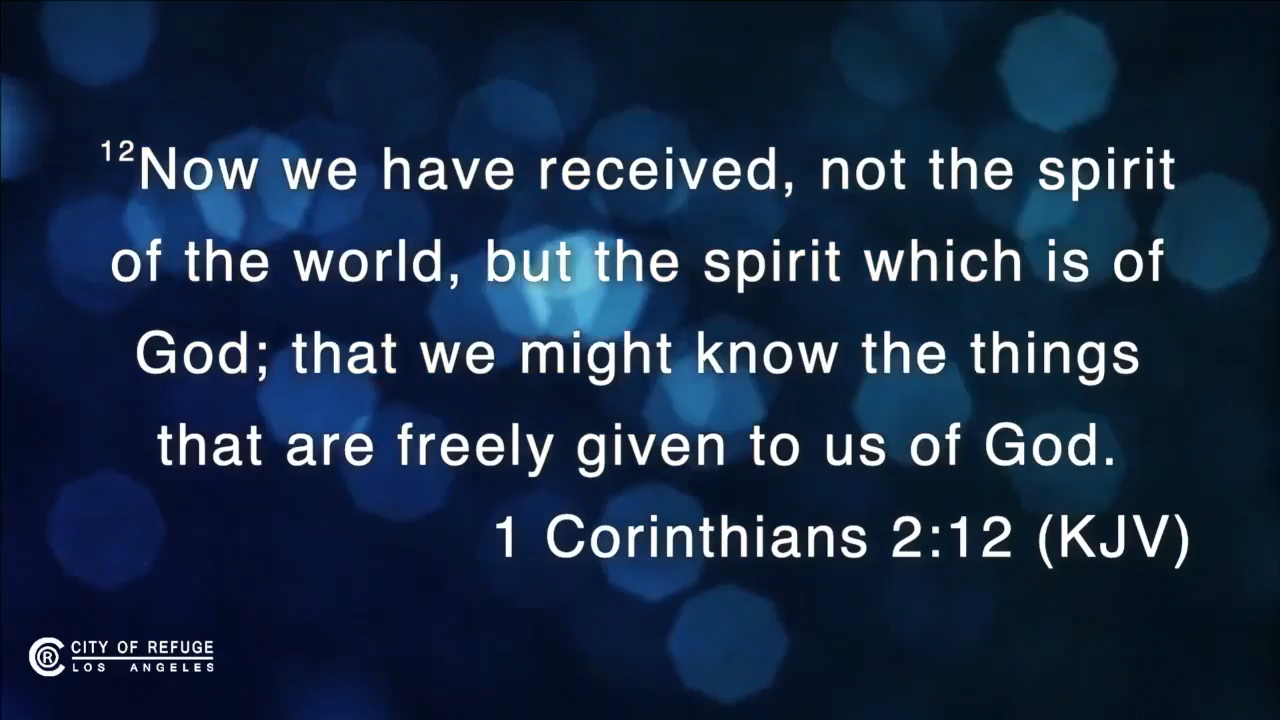 12Now we have received, not the spirit
of the world, but the spirit which is of
God; that we might know the things
that are freely given to us of God.
1 Corinthians 2:12 (KJV)
CR CITY OF REFUGE
LOS ANGELES